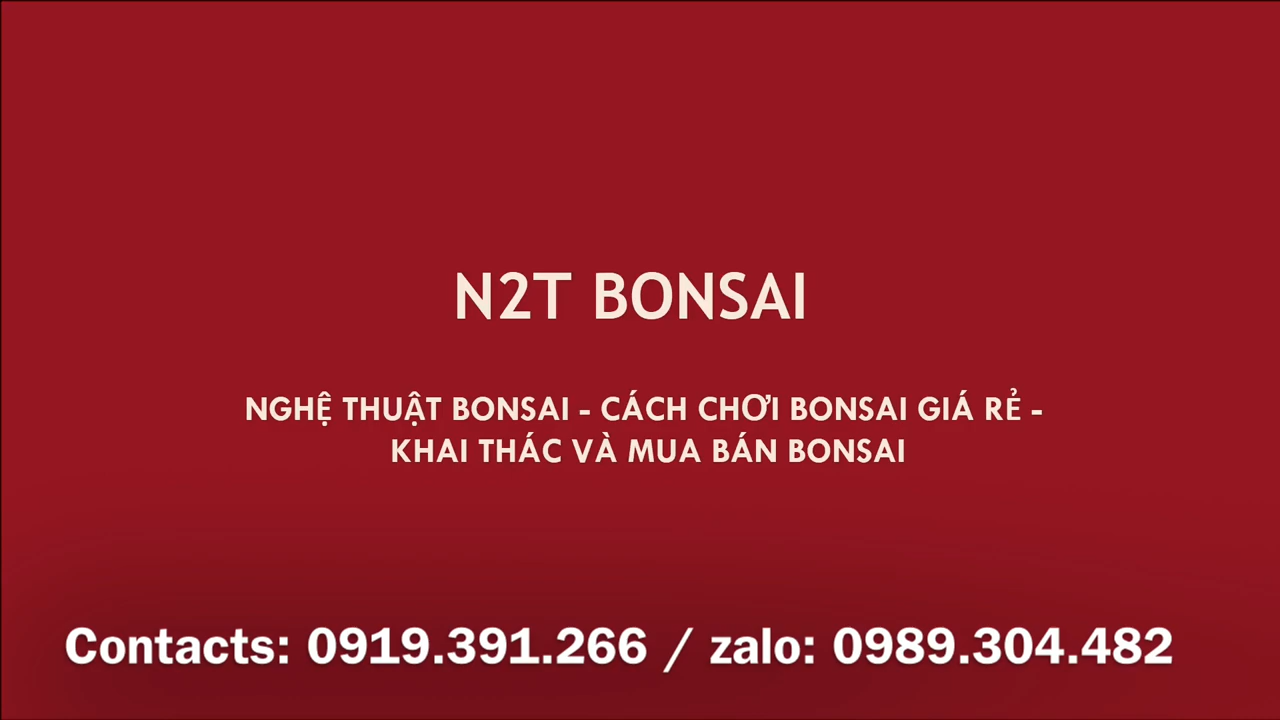 N2T BONSAI
NGHỆ THUẬT BONSAI - CÁCH CHƠI BONSAI GIÁ RẺ -
KHAI THÁC VÀ MUA BÁN BONSAI
Contacts: 0919.391.266 / zalo: 0989.304.482